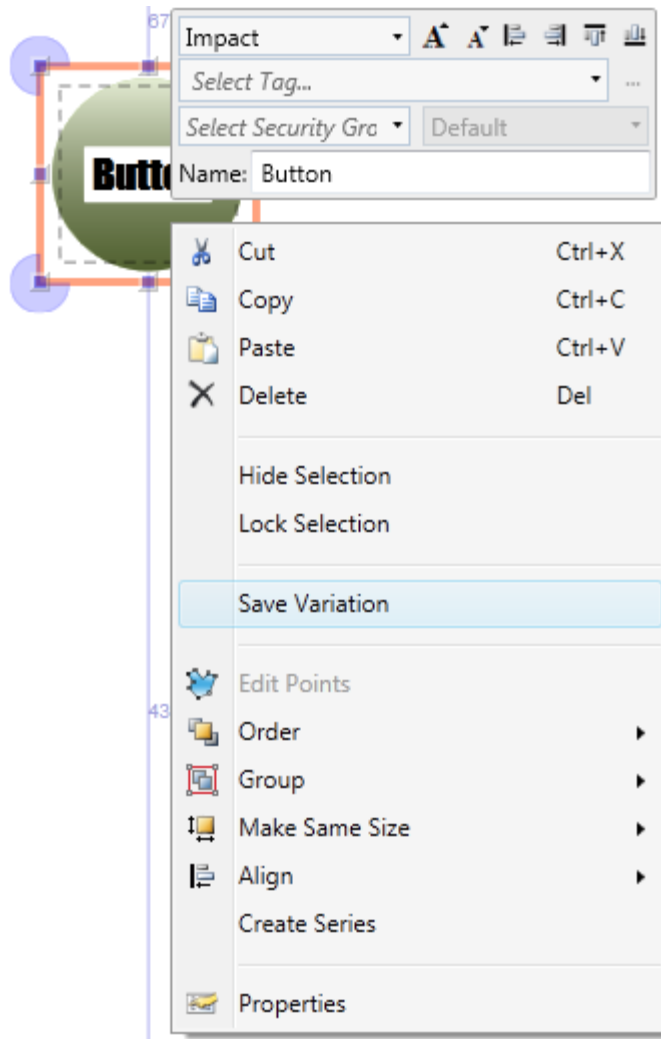 67
Impact
A A
Select Tag...
...
Select Security Gro
Default
Butt
Name: Button
Cut Ctrl+X
Copy Ctrl+C
Paste Ctrl+V
Delete Del
Hide Selection
Lock Selection
Save Variation
Edit Points
43
Order
Group
Make Same Size
Align
Create Series
Properties